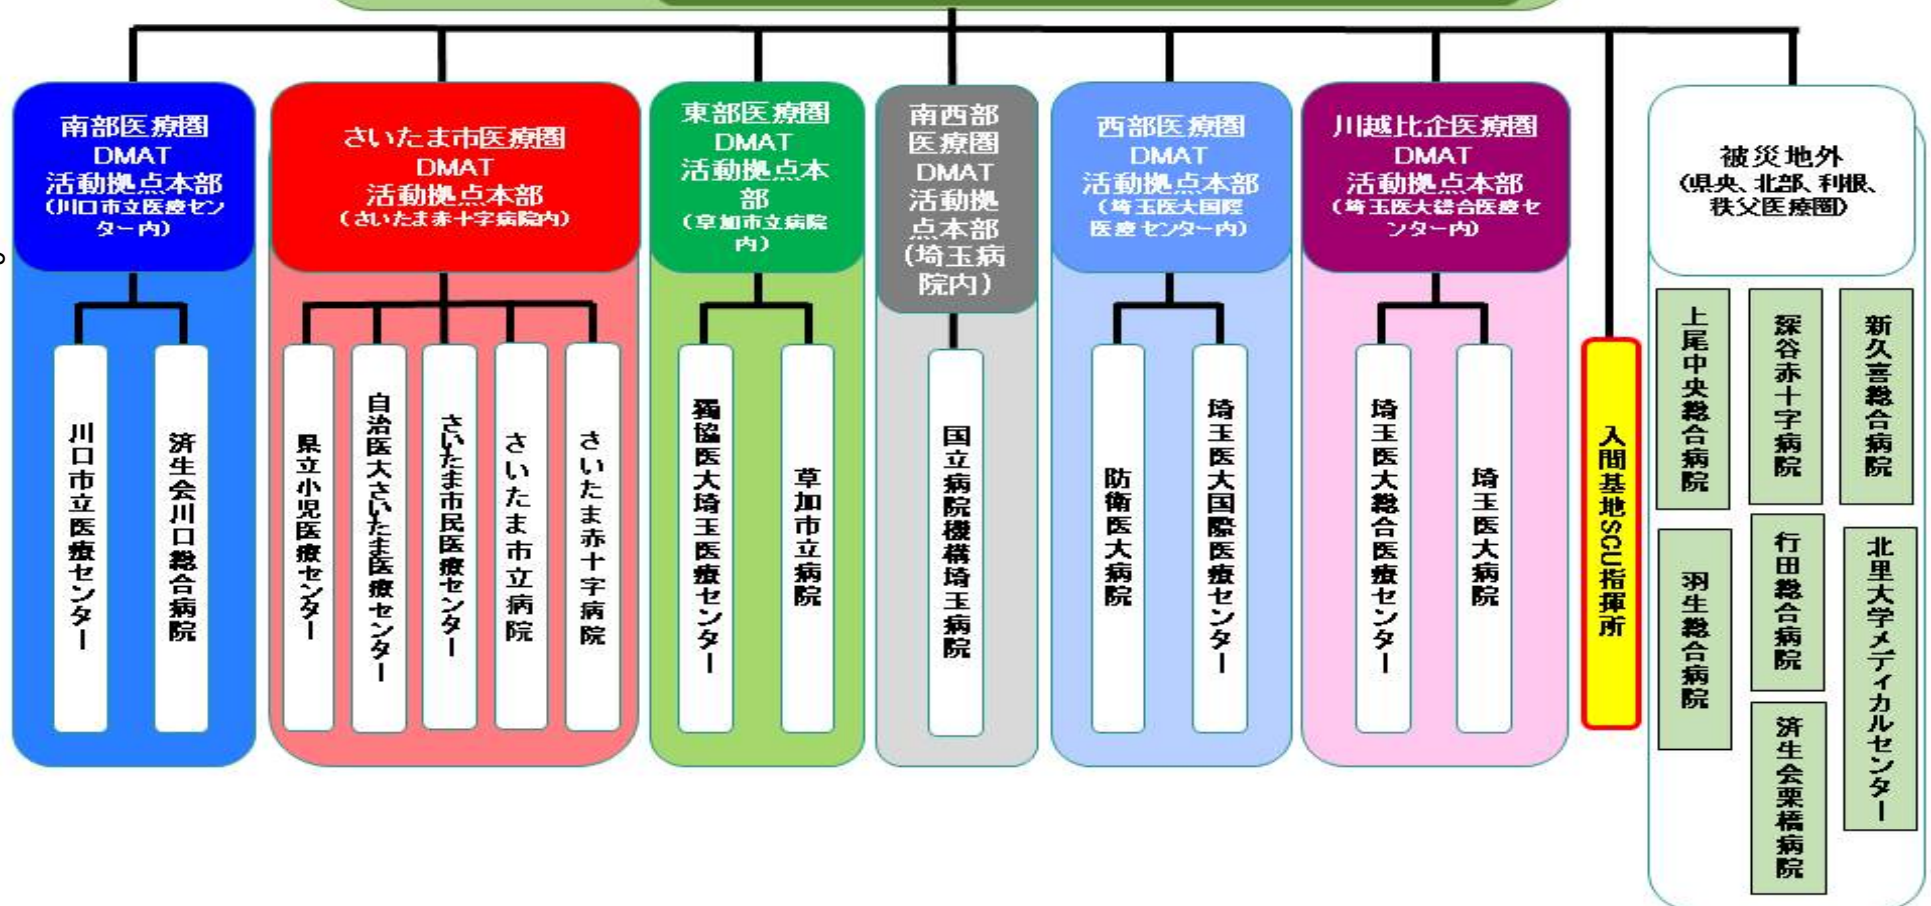 南部医療圏
DMAT
活動拠点本部
(川口市立医療セン
ター内)
さいたま市医療圏
DMAT
活動拠点本部
(さいたま赤十字病院内)
東部医療圏
DMAT
活動拠点本
部
(草加市立病院
内)
南西部
医療圏
DMAT
活動拠
点本部
(埼玉病
院内)
西部医療圏
DMAT
活動拠点本部
(埼玉医大国際
医療センター内)
川越比企医療圏
DMAT
活動拠点本部
(埼玉医大総合医療セ
ンター内)
被災地外
(県央、北部、利根、
秩父医療圏)
川口市立医療センター
済生会川口総合病院
県立小児医療センター
自治医大さいたま医療センター
さいたま市民医療センター
さいたま市立病院
さいたま赤十字病院
獨協医大埼玉医療センター
草加市立病院
国立病院機構埼玉病院
防衛医大病院
埼玉医大国際医療センター
埼玉医大総合医療センター
埼玉医大病院
入間基地SCU指揮所
上尾中央総合病院
深谷赤十字病院
新久喜総合病院
羽生総合病院
行田総合病院
北里大学メディカルセンター
済生会栗橋病院
。